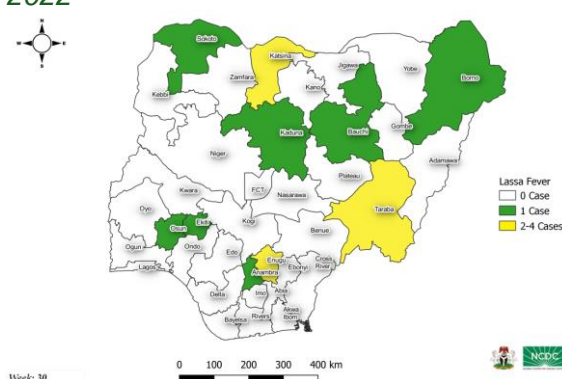 2022
N
W
E
S
Sokoto
Katsina
Jigawa
Yobe
Borno
Zamfara
Kebbi
Kano
Kaduna
Bauchi
Gombe
Adamawa
Niger
Plateau
FCT
Kwara
Nasarawa
Taraba
Oyo
Kogi
Benue
Ekiti
Osun
Ogun
Ondo
Edo
Enugu
Cross
River
Lagos
Anambra
Ebonyi
Delta
Imo
Abia
Akwa
Ibom
Bayelsa
Rivers
Lassa Fever
0 Case
1 Case
2-4 Cases
0 100 200 300 400 km
Week: 30
NCDC